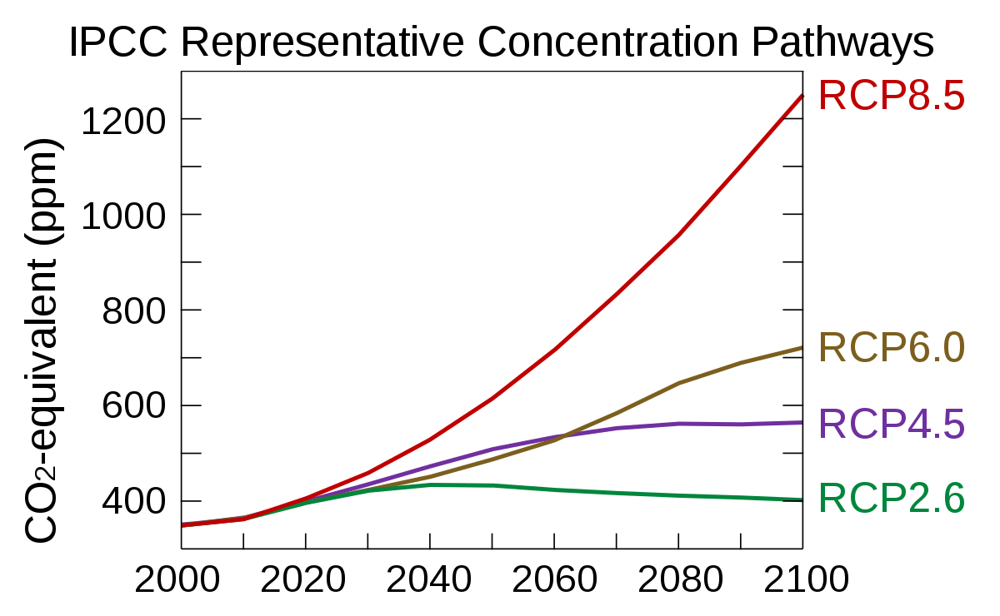 IPCC Representative Concentration Pathways
CO2-equivalent (ppm)
1200
1000
800
600
400
2000 2020 2040 2060 2080 2100
RCP8.5
RCP6.0
RCP4.5
RCP2.6